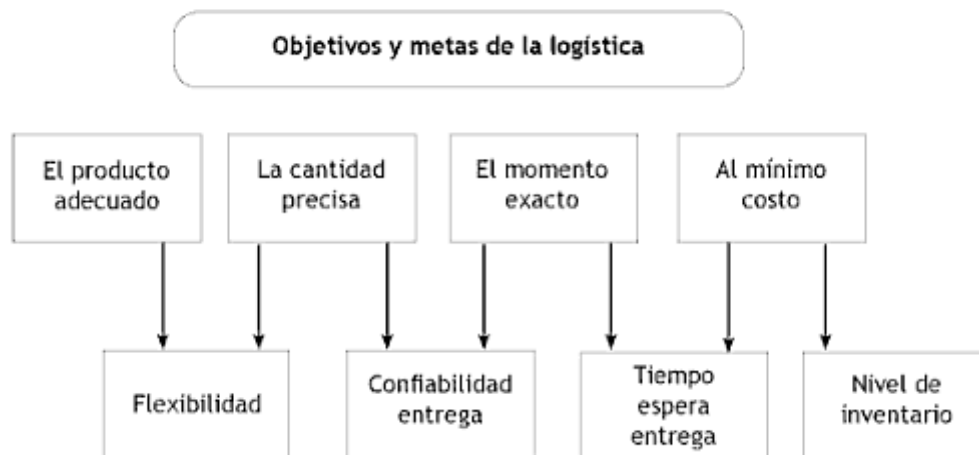 Objetivos y metas de la logística
El producto
adecuado
La cantidad
precisa
El momento
exacto
Al mínimo
costo
Flexibilidad
Confiabilidad
entrega
Tiempo
espera
entrega
Nivel de
inventario